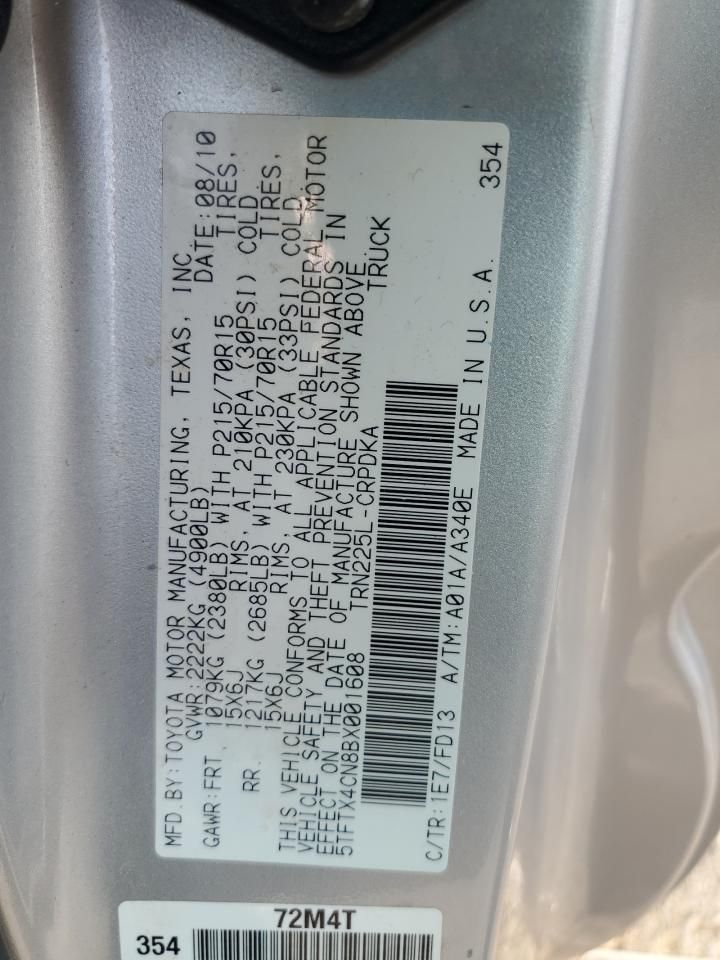 MFD. BY: TOYOTA MOTOR MANUFACTURING, TEXAS, INC.
GVWR: 2222KG (4900LB) DATE: 08/10
GAWR: FRT 1079KG (2380LB) WITH P215/70R15 TIRES,
15X6J RIMS, AT 210KPA (30PSI) COLD
RR. 1217KG (2685LB) WITH P215/70R15 TIRES,
15X6J RIMS, AT 230KPA (33PSI) COLD
THIS VEHICLE CONFORMS TO ALL APPLICABLE FEDERAL MOTOR
VEHICLE SAFETY AND THEFT PREVENTION STANDARDS IN
EFFECT ON THE DATE OF MANUFACTURE SHOWN ABOVE.
5TFTX4CN8BX001608 TRN225L-CRPDKA TRUCK
C/TR: 1E7/FD13 A/TM: A01A/A340E MADE IN U.S.A. 354
72M4T
354